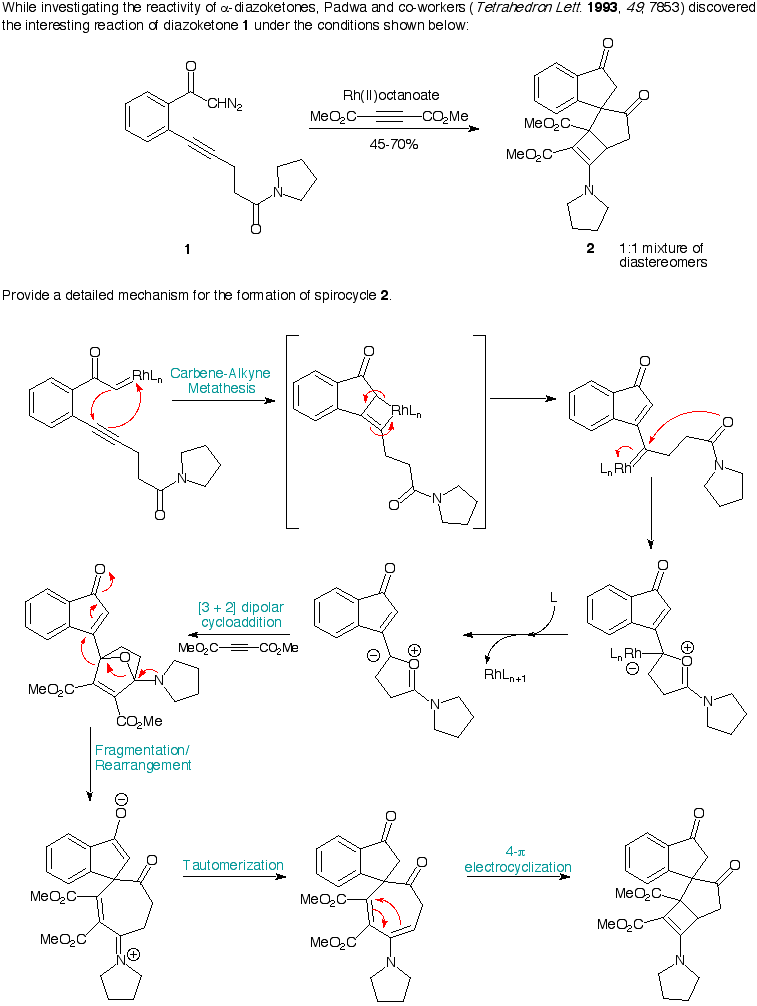 While investigating the reactivity of α-diazoketones, Padwa and co-workers (Tetrahedron Lett. 1993, 49, 7853) discovered
the interesting reaction of diazoketone 1 under the conditions shown below:
O
CHN2
N
O
1
Rh(II)octanoate
MeO2C CO2Me
45-70%
O
O
MeO2C
MeO2C
N
2 1:1 mixture of
diastereomers
Provide a detailed mechanism for the formation of spirocycle 2.
O
RhLn
N
O
Carbene-Alkyne
Metathesis
O
RhLn
O
N
O
O
LnRh
N
O
MeO2C
O
N
CO2Me
[3 + 2] dipolar
cycloaddition
MeO2C CO2Me
O
⊖
⊕
O
N
L
RhLn+1
O
LnRh
⊖
⊕
O
N
Fragmentation/
Rearrangement
⊖
O
O
MeO2C
MeO2C
N
⊕
Tautomerization
O
O
MeO2C
MeO2C
N
4-π
electrocyclization
O
O
MeO2C
MeO2C
N